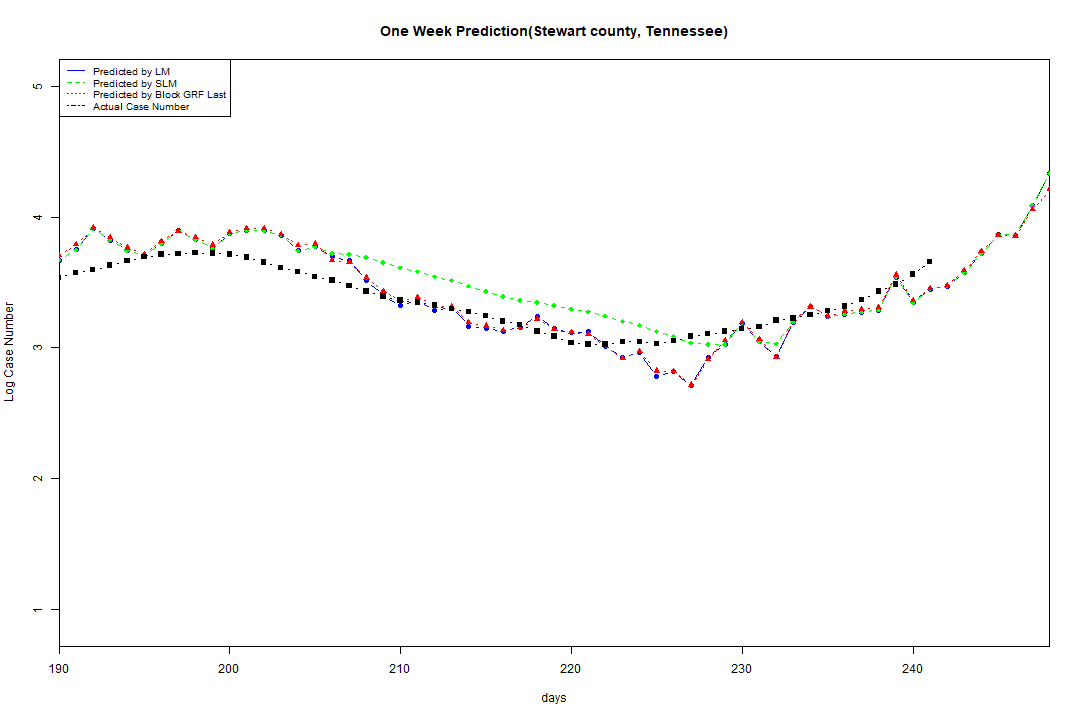 One Week Prediction(Stewart county, Tennessee)
Predicted by LM
Predicted by SLM
Predicted by Block GRF Last
Actual Case Number
5
4
3
2
1
Log Case Number
190 200 210 220 230 240
days